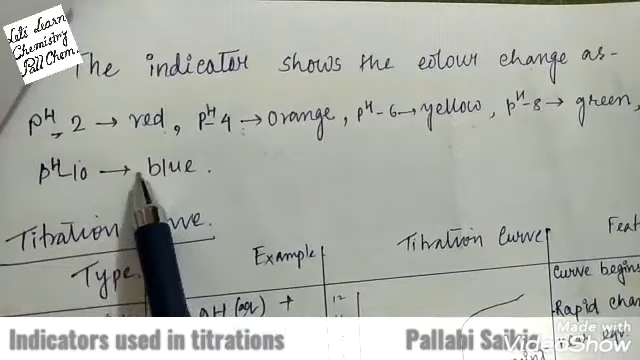 Let's Learn
Chemistry
Pall Chem.
The indicator shows the colour change as-
pH-2 → red, pH-4 → orange, pH-6 → yellow, pH-8 → green,
pH-10 → blue.
Titration curve.
Type Example Titration Curve Feat
(aq) + 12 Curve begins
Rapid chan
Indicators used in titrations Pallabi Saikia
Made with
VideoShow